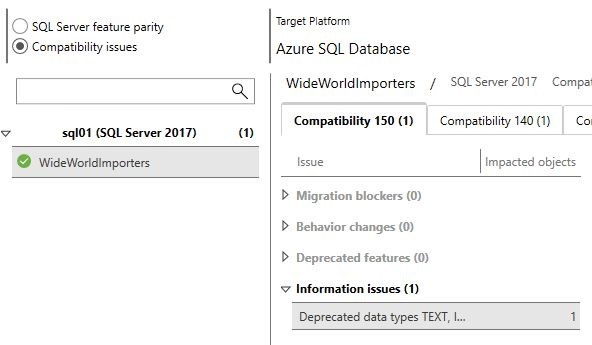 SQL Server feature parity
Compatibility issues
sql01 (SQL Server 2017) (1)
WideWorldImporters
Target Platform
Azure SQL Database
WideWorldImporters / SQL Server 2017 Compat
Compatibility 150 (1) Compatibility 140 (1) Co
Issue Impacted objects
Migration blockers (0)
Behavior changes (0)
Deprecated features (0)
Information issues (1)
Deprecated data types TEXT, I... 1